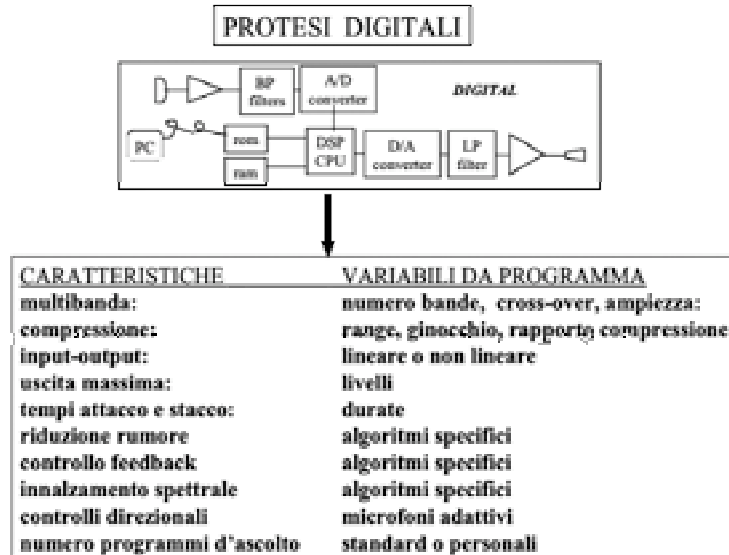 PROTESI DIGITALI
BP filters
A/D converter
DIGITAL
PC
rom
ram
DSP CPU
D/A converter
LP filter
CARATTERISTICHE VARIABILI DA PROGRAMMA
multibanda: numero bande, cross-over, ampiezza:
compressione: range, ginocchio, rapporto compressione
input-output: lineare o non lineare
uscita massima: livelli
tempi attacco e stacco: durate
riduzione rumore algoritmi specifici
controllo feedback algoritmi specifici
innalzamento spettrale algoritmi specifici
controlli direzionali microfoni adattivi
numero programmi d'ascolto standard o personali